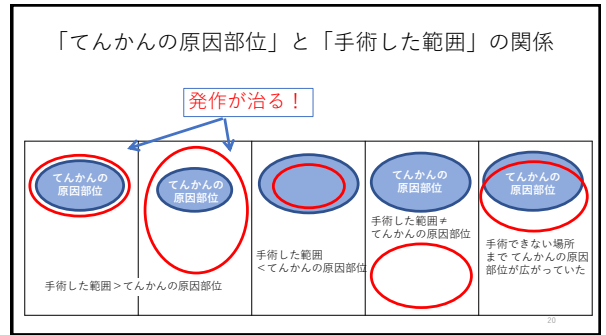 「てんかんの原因部位」と「手術した範囲」の関係
発作が治る！
てんかんの
原因部位
てんかんの
原因部位
手術した範囲＞てんかんの原因部位
手術した範囲
＜てんかんの原因部位
てんかんの
原因部位
手術した範囲≠
てんかんの原因部位
てんかんの
原因部位
手術できない場所
まで てんかんの原因
部位が広がっていた
20